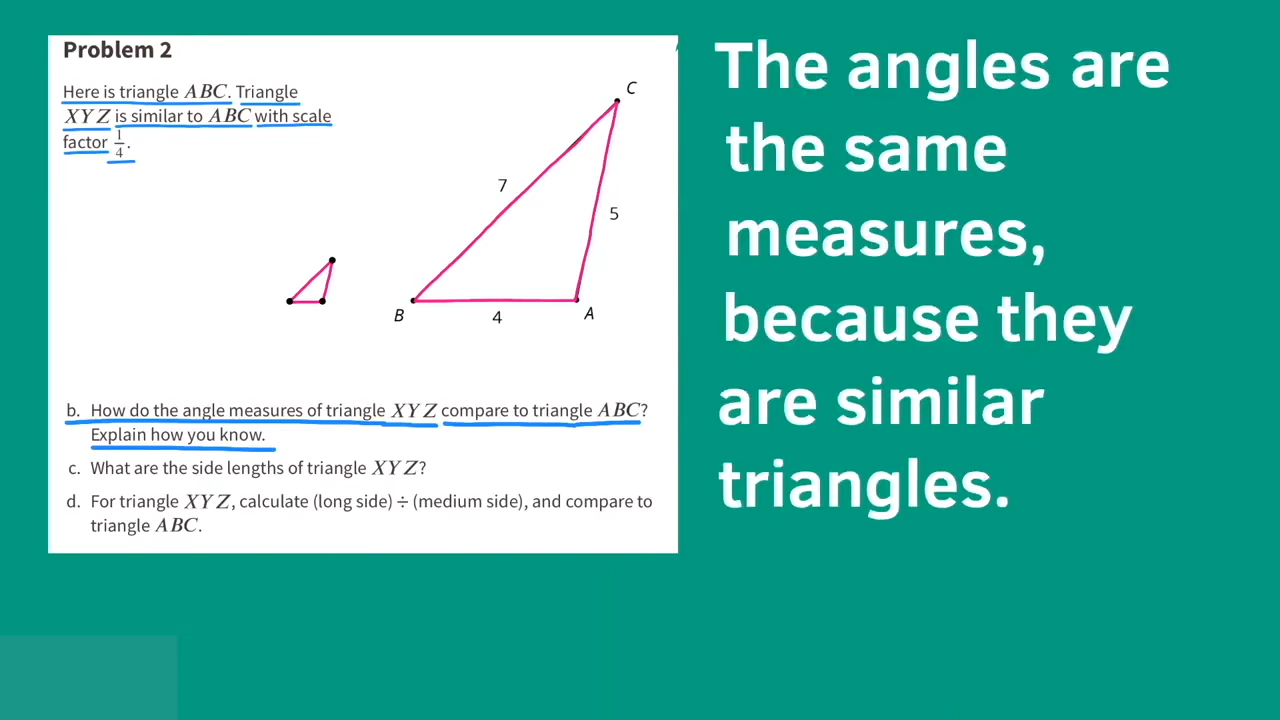 Problem 2
Here is triangle ABC. Triangle
XYZ is similar to ABC with scale
factor 1/4.
C
7
5
B
4
A
b. How do the angle measures of triangle XYZ compare to triangle ABC?
Explain how you know.
c. What are the side lengths of triangle XYZ?
d. For triangle XYZ, calculate (long side) ÷ (medium side), and compare to
triangle ABC.
The angles are
the same
measures,
because they
are similar
triangles.